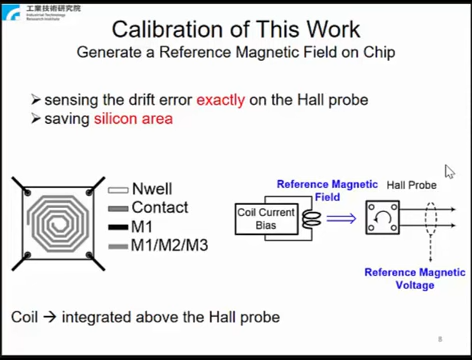 工業技術研究院
Industrial Technology
Research Institute
Calibration of This Work
Generate a Reference Magnetic Field on Chip
➢ sensing the drift error exactly on the Hall probe
➢ saving silicon area
Nwell
Contact
M1
M1/M2/M3
Reference Magnetic
Field
Hall Probe
Coil Current
Bias
Reference Magnetic
Voltage
Coil → integrated above the Hall probe
8